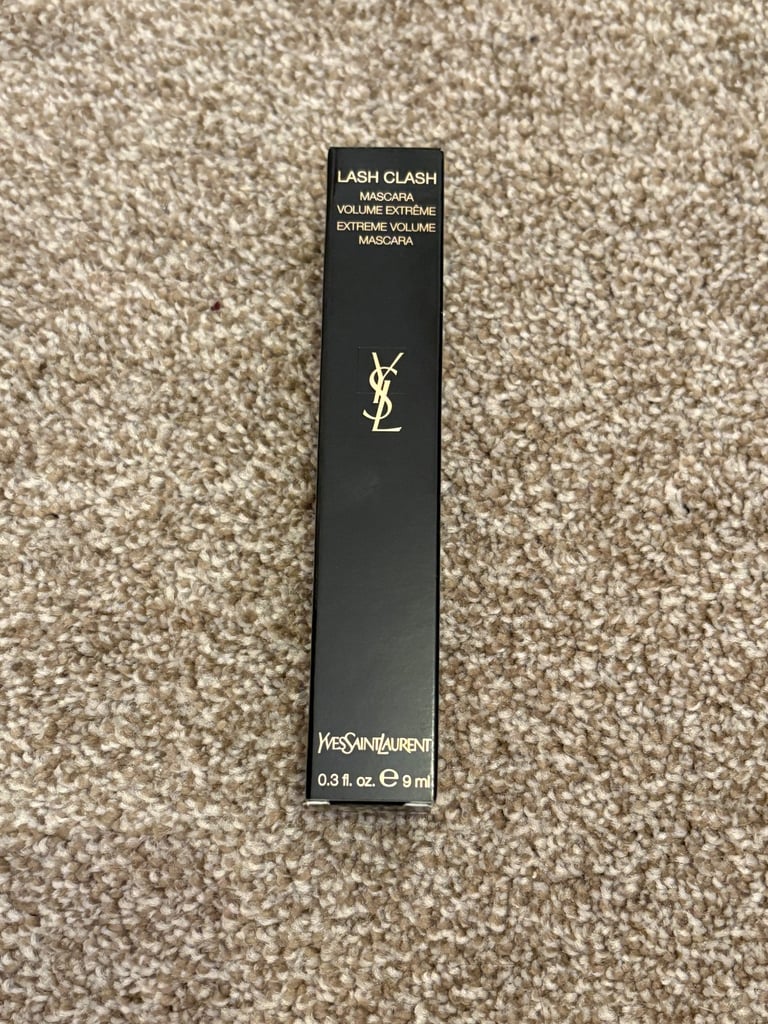 LASH CLASH
MASCARA
VOLUME EXTRÊME
EXTREME VOLUME
MASCARA
YSL
YVESSAINTLAURENT
0.3 fl. oz. ℮ 9 ml